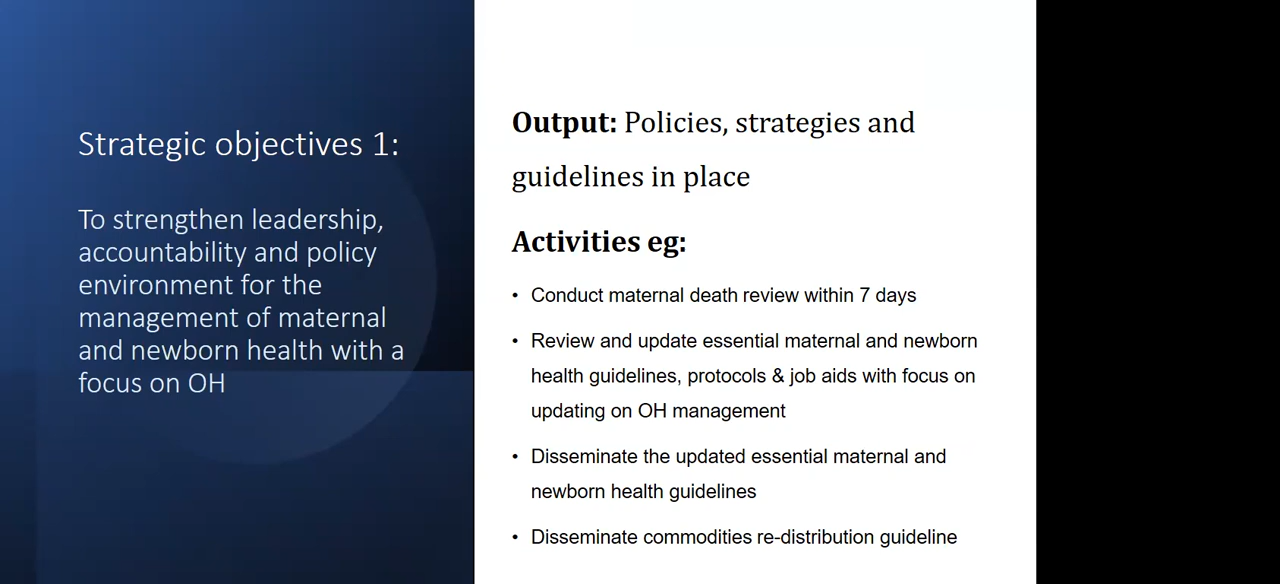 Strategic objectives 1:
To strengthen leadership,
accountability and policy
environment for the
management of maternal
and newborn health with a
focus on OH
Output: Policies, strategies and
guidelines in place
Activities eg:
• Conduct maternal death review within 7 days
• Review and update essential maternal and newborn
health guidelines, protocols & job aids with focus on
updating on OH management
• Disseminate the updated essential maternal and
newborn health guidelines
• Disseminate commodities re-distribution guideline